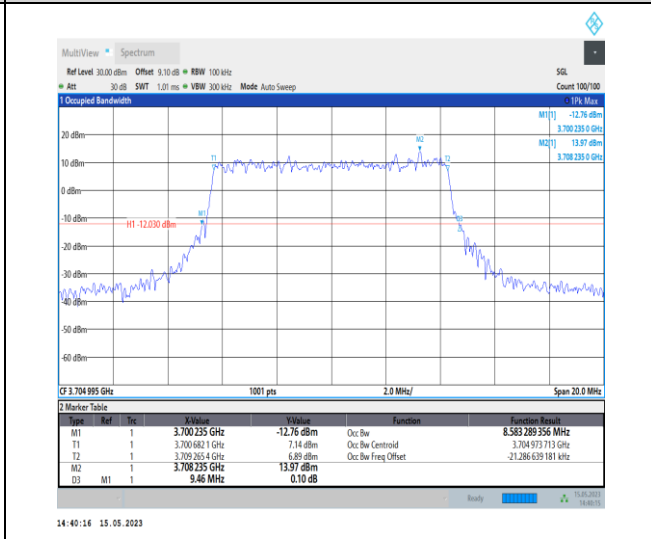 MultiView Spectrum
Ref Level 30.00 dBm Offset 9.10 dB RBW 100 kHz SGL
Att 30 dB SWT 1.01 ms VBW 300 kHz Mode Auto Sweep Count 100/100
1 Occupied Bandwidth 1Pk Max
M1[1] -12.76 dBm
3.700 235 0 GHz
M2[1] 13.97 dBm
3.708 235 0 GHz
20 dBm
M2
T1
T2
10 dBm
0 dBm
-10 dBm
M1
H1 -12.030 dBm
-20 dBm
-30 dBm
-40 dBm
-50 dBm
-60 dBm
CF 3.704 995 GHz 1001 pts 2.0 MHz/ Span 20.0 MHz
2 Marker Table
Type Ref Trc X-Value Y-Value Function Function Result
M1 1 3.700 235 GHz -12.76 dBm Occ Bw 8.583 289 356 MHz
T1 1 3.700 682 1 GHz 7.14 dBm Occ Bw Centroid 3.704 973 713 GHz
T2 1 3.709 265 4 GHz 6.89 dBm Occ Bw Freq Offset -21.286 639 181 kHz
M2 1 3.708 235 GHz 13.97 dBm
D3 M1 1 9.46 MHz 0.10 dB
Ready 15.05.2023
14:40:15
14:40:16 15.05.2023